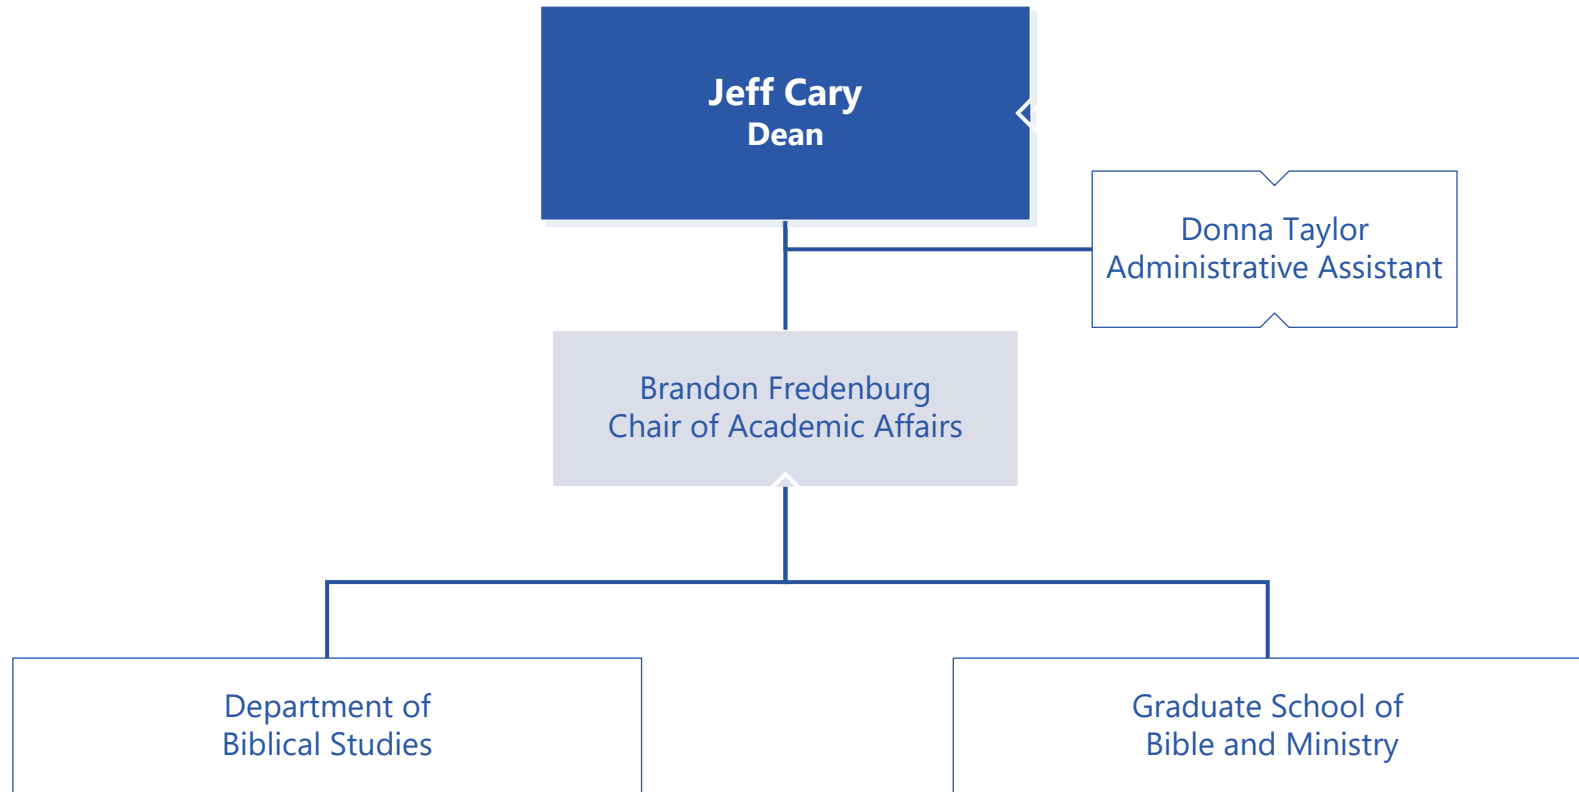 Jeff Cary
Dean
Donna Taylor
Administrative Assistant
Brandon Fredenburg
Chair of Academic Affairs
Department of
Biblical Studies
Graduate School of
Bible and Ministry